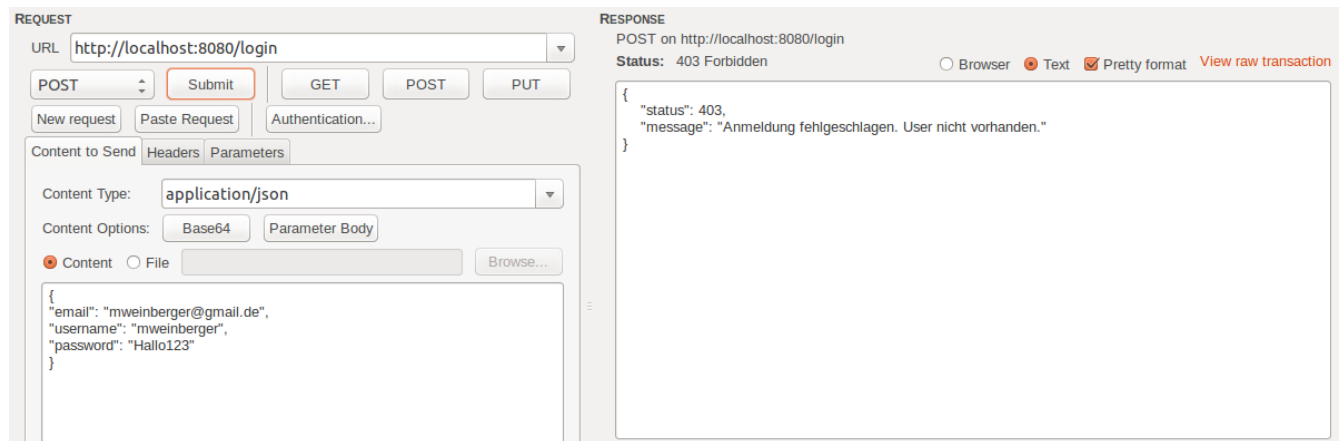 REQUEST
URL http://localhost:8080/login
POST Submit GET POST PUT
New request Paste Request Authentication...
Content to Send Headers Parameters
Content Type: application/json
Content Options: Base64 Parameter Body
Content File Browse...
{
"email": "mweinberger@gmail.de",
"username": "mweinberger",
"password": "Hallo123"
}
RESPONSE
POST on http://localhost:8080/login
Status: 403 Forbidden Browser Text Pretty format View raw transaction
{
"status": 403,
"message": "Anmeldung fehlgeschlagen. User nicht vorhanden."
}